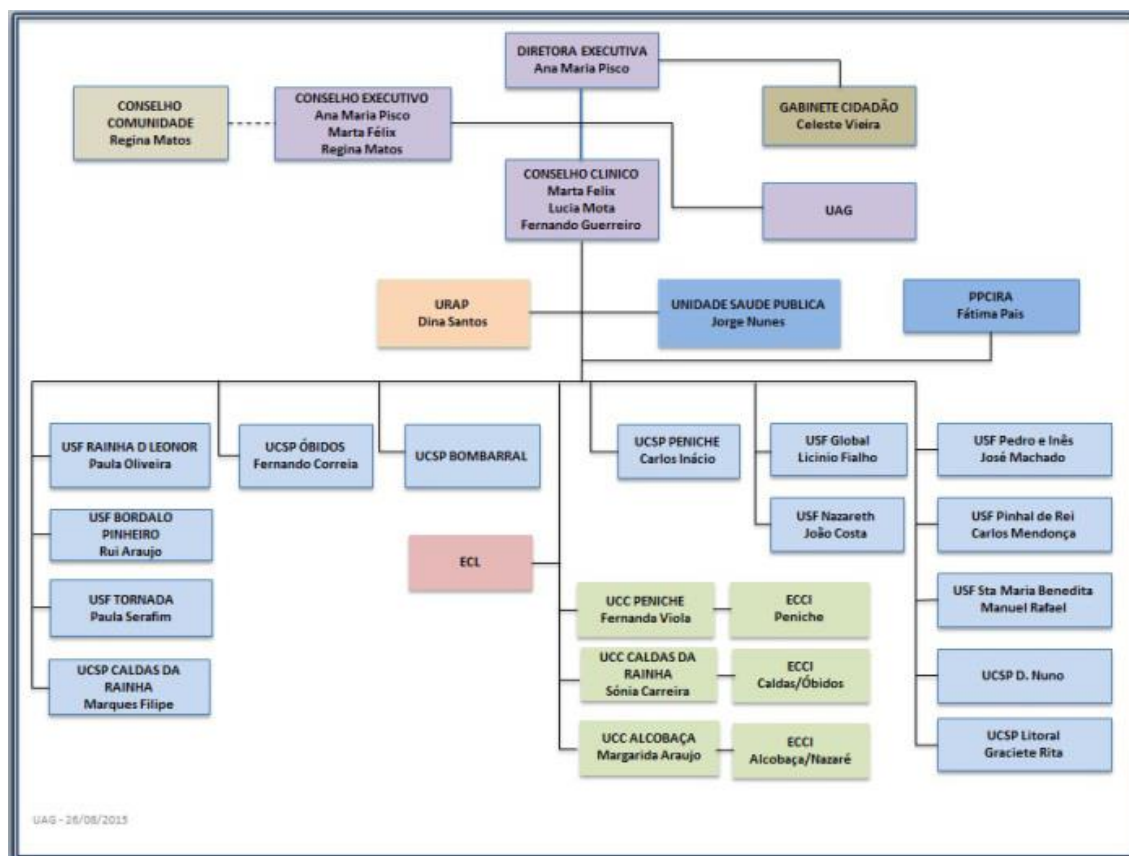 DIRETORA EXECUTIVA
Ana Maria Pisco
CONSELHO
COMUNIDADE
Regina Matos
CONSELHO EXECUTIVO
Ana Maria Pisco
Marta Félix
Regina Matos
GABINETE CIDADÃO
Celeste Vieira
CONSELHO CLINICO
Marta Felix
Lucia Mota
Fernando Guerreiro
UAG
URAP
Dina Santos
UNIDADE SAUDE PUBLICA
Jorge Nunes
PPCIRA
Fátima Pais
USF RAINHA D LEONOR
Paula Oliveira
UCSP ÓBIDOS
Fernando Correia
UCSP BOMBARRAL
UCSP PENICHE
Carlos Inácio
USF Global
Licinio Fialho
USF Pedro e Inês
José Machado
USF BORDALO
PINHEIRO
Rui Araujo
USF Nazareth
João Costa
USF Pinhal de Rei
Carlos Mendonça
ECL
USF TORNADA
Paula Serafim
UCC PENICHE
Fernanda Viola
ECCI
Peniche
USF Sta Maria Benedita
Manuel Rafael
UCSP CALDAS DA
RAINHA
Marques Filipe
UCC CALDAS DA
RAINHA
Sónia Carreira
ECCI
Caldas/Óbidos
UCSP D. Nuno
UCC ALCOBAÇA
Margarida Araujo
ECCI
Alcobaça/Nazaré
UCSP Litoral
Graciete Rita
UAG - 26/08/2015